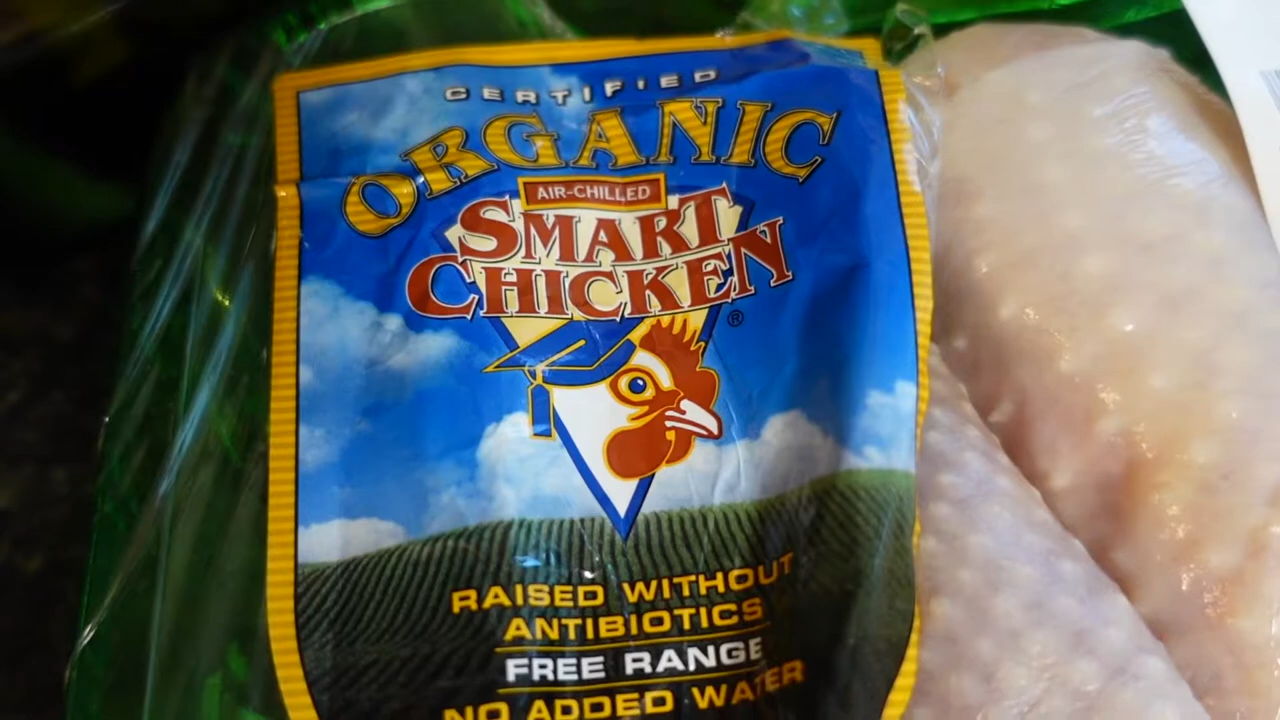 CERTIFIED
ORGANIC
AIR-CHILLED
SMART
CHICKEN
®
RAISED WITHOUT
ANTIBIOTICS
FREE RANGE
NO ADDED WATER